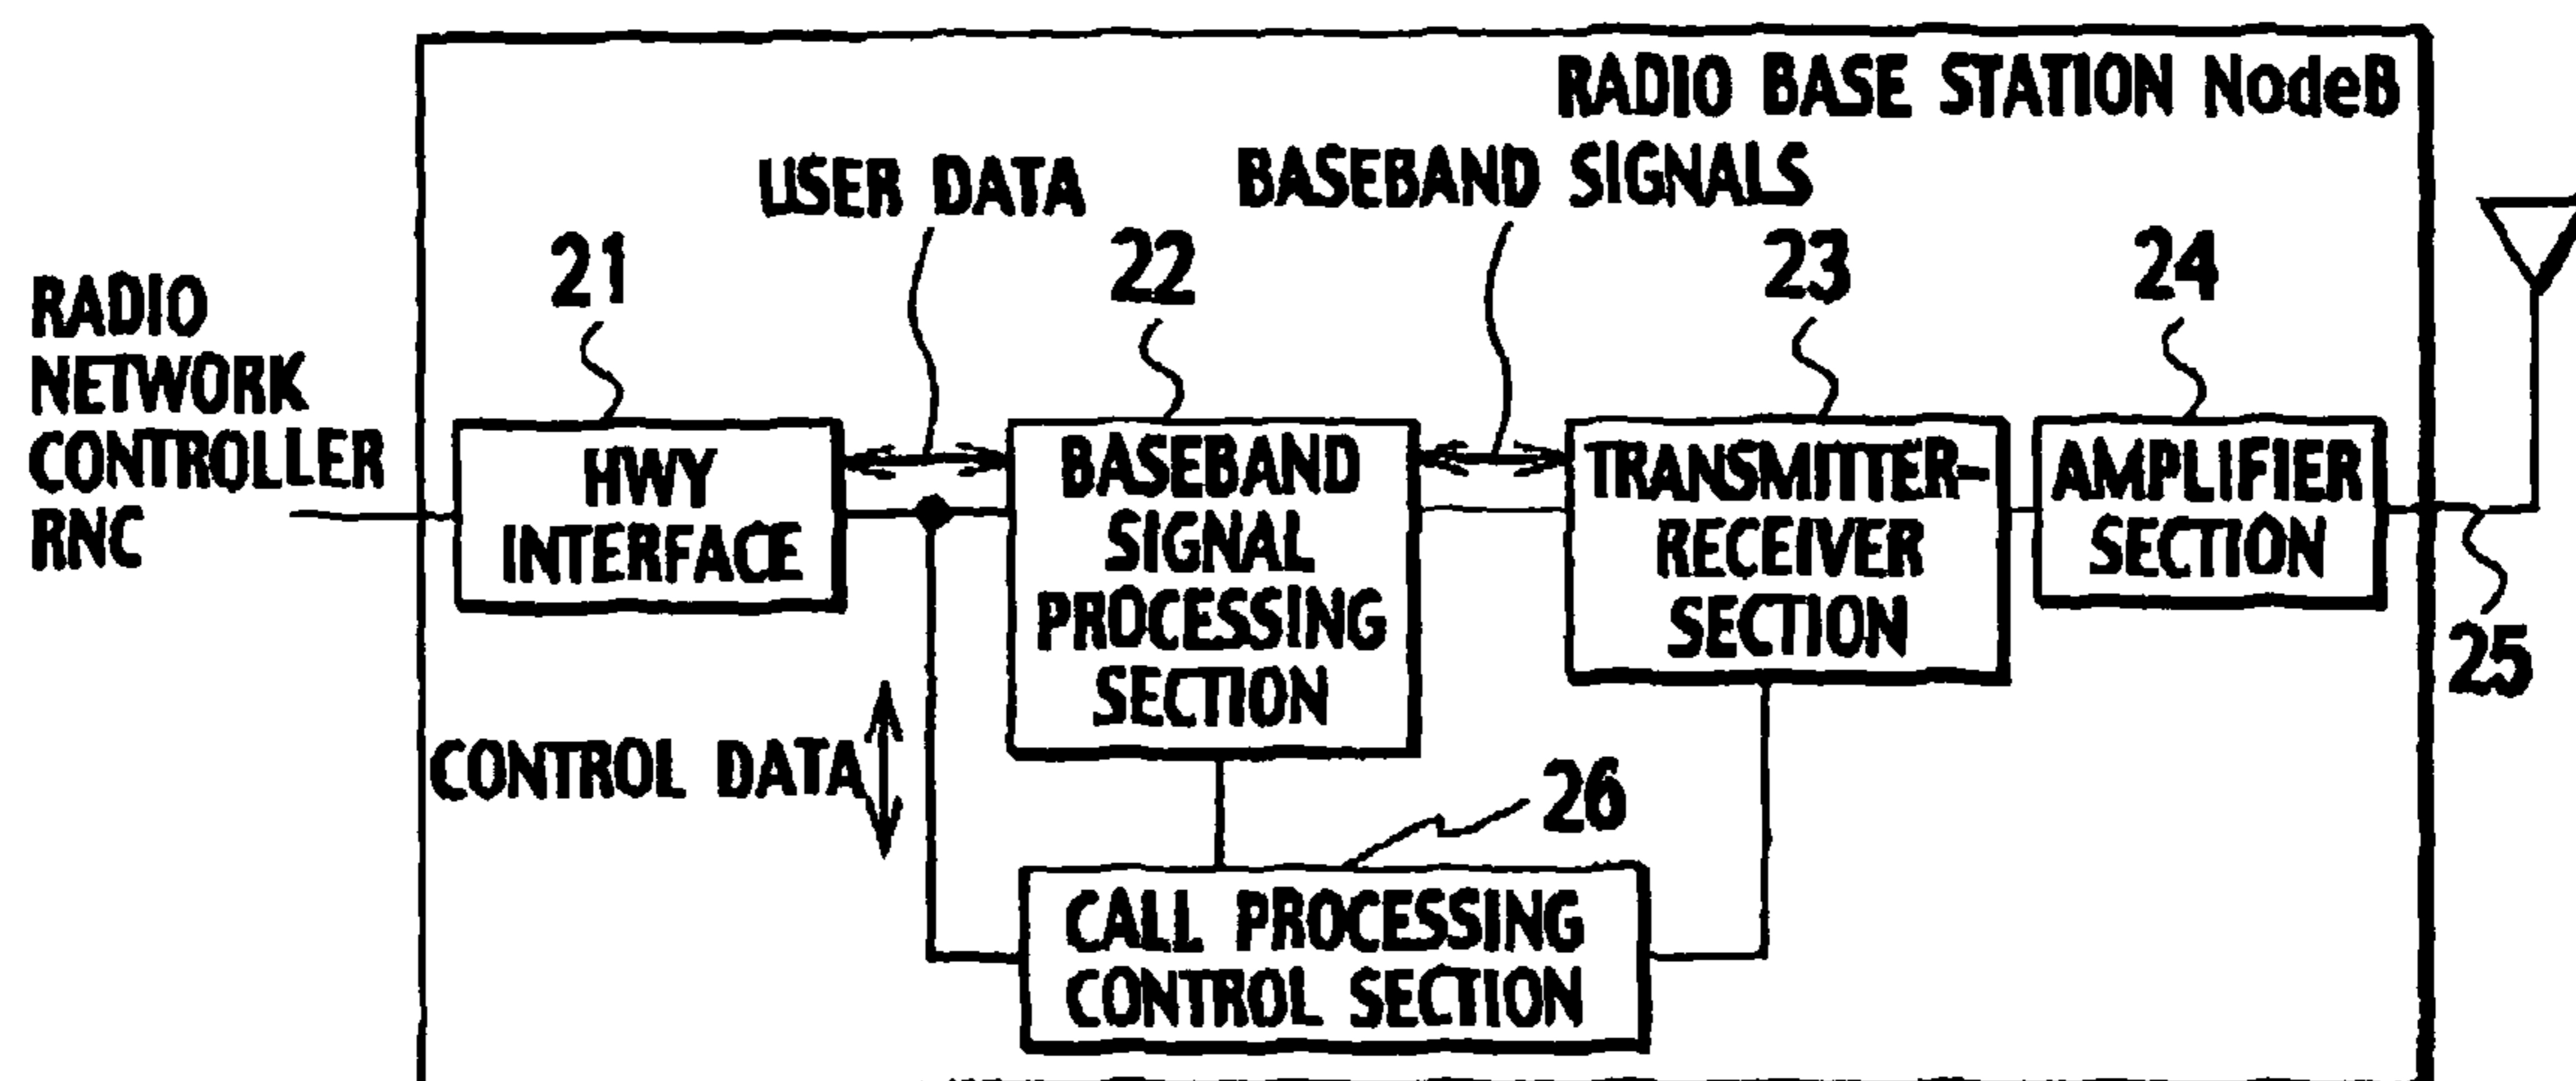 RADIO BASE STATION NodeB
USER DATA
BASEBAND SIGNALS
21
22
23
24
RADIO
NETWORK
CONTROLLER
RNC
HWY
INTERFACE
BASEBAND
SIGNAL
PROCESSING
SECTION
TRANSMITTER-
RECEIVER
SECTION
AMPLIFIER
SECTION
25
CONTROL DATA
26
CALL PROCESSING
CONTROL SECTION